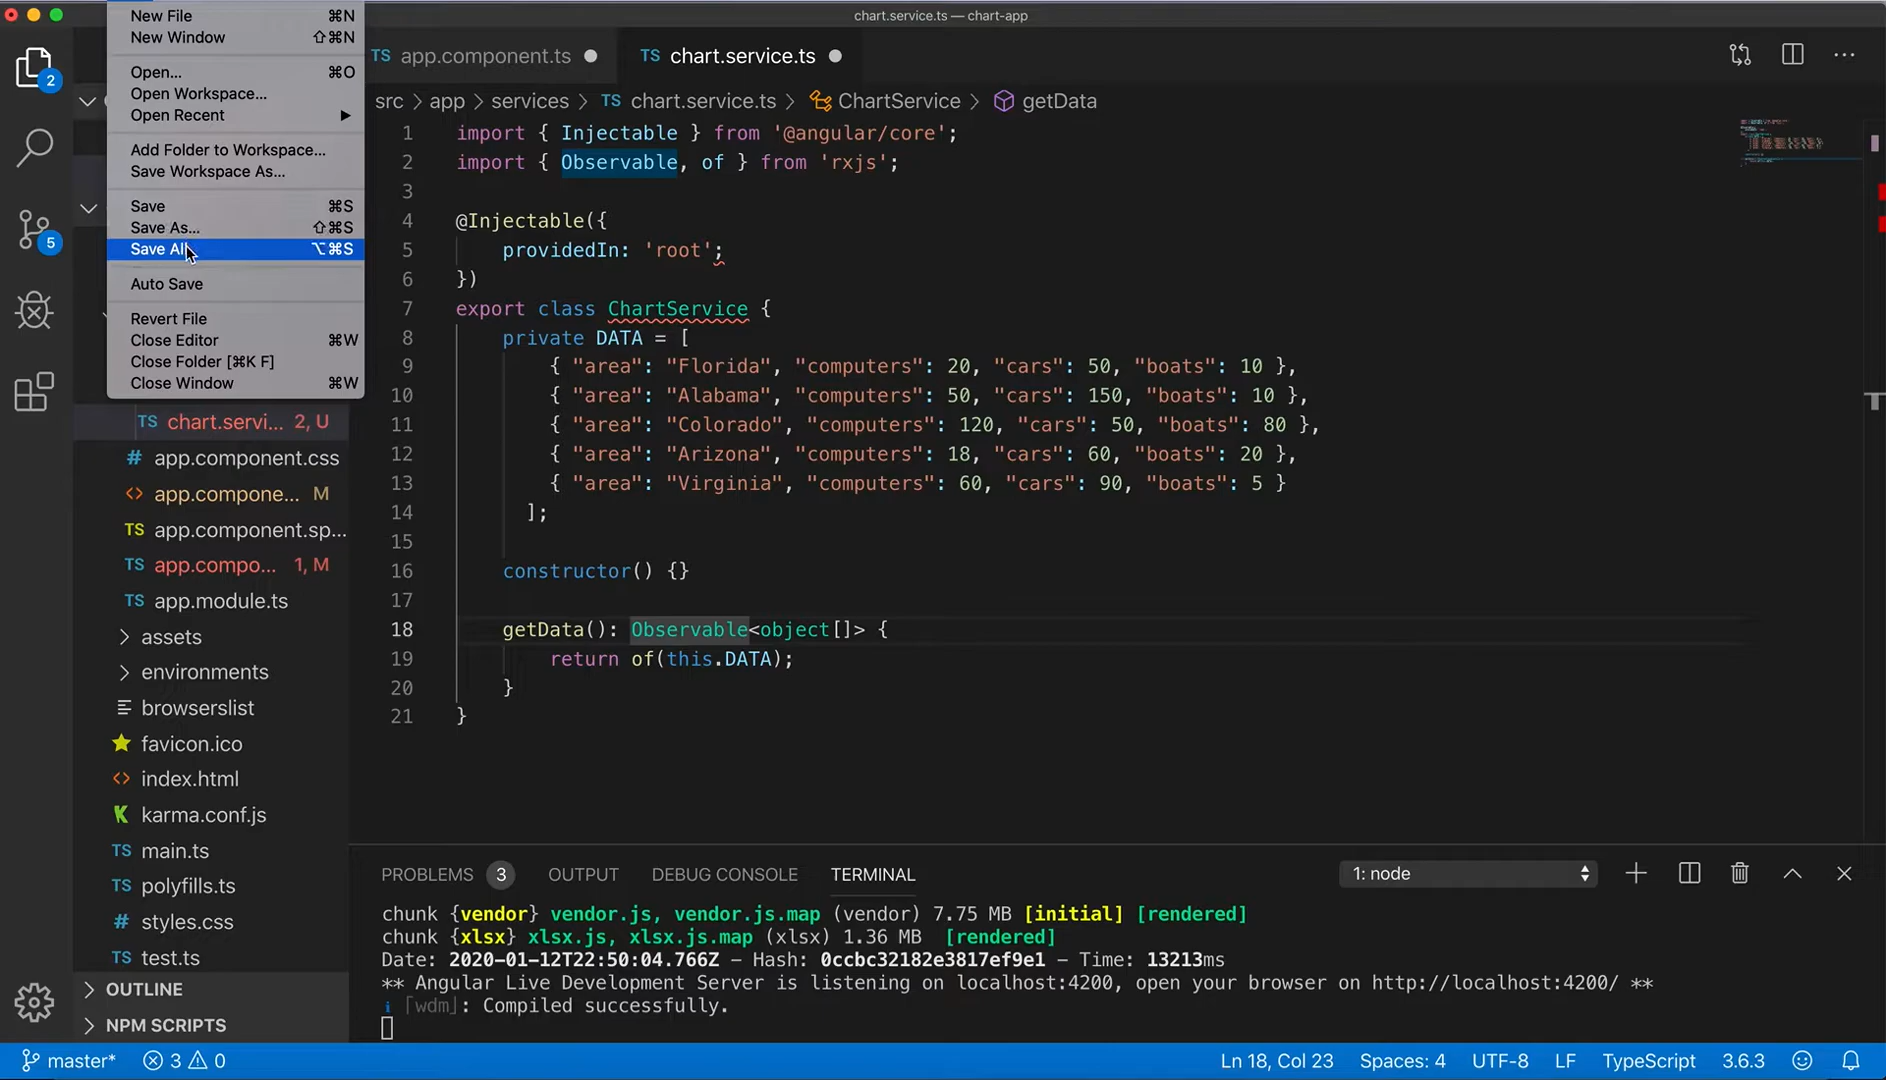 chart.service.ts — chart-app
New File ⌘N
New Window ⇧⌘N
Open... ⌘O
Open Workspace...
Open Recent ▶
Add Folder to Workspace...
Save Workspace As...
Save ⌘S
Save As... ⇧⌘S
Save All ⌥⌘S
Auto Save
Revert File
Close Editor ⌘W
Close Folder [⌘K F]
Close Window ⌘W
2
5
TS chart.servi... 2, U
# app.component.css
<> app.compone... M
TS app.component.sp...
TS app.compo... 1, M
TS app.module.ts
> assets
> environments
browserslist
favicon.ico
<> index.html
karma.conf.js
TS main.ts
TS polyfills.ts
# styles.css
TS test.ts
> OUTLINE
> NPM SCRIPTS
TS app.component.ts ●
TS chart.service.ts ●
...
src > app > services > TS chart.service.ts > ChartService > getData
1 import { Injectable } from '@angular/core';
2 import { Observable, of } from 'rxjs';
3
4 @Injectable({
5 providedIn: 'root';
6 })
7 export class ChartService {
8 private DATA = [
9 { "area": "Florida", "computers": 20, "cars": 50, "boats": 10 },
10 { "area": "Alabama", "computers": 50, "cars": 150, "boats": 10 },
11 { "area": "Colorado", "computers": 120, "cars": 50, "boats": 80 },
12 { "area": "Arizona", "computers": 18, "cars": 60, "boats": 20 },
13 { "area": "Virginia", "computers": 60, "cars": 90, "boats": 5 }
14 ];
15
16 constructor() {}
17
18 getData(): Observable<object[]> {
19 return of(this.DATA);
20 }
21 }
PROBLEMS 3 OUTPUT DEBUG CONSOLE TERMINAL 1: node
chunk {vendor} vendor.js, vendor.js.map (vendor) 7.75 MB [initial] [rendered]
chunk {xlsx} xlsx.js, xlsx.js.map (xlsx) 1.36 MB [rendered]
Date: 2020-01-12T22:50:04.766Z – Hash: 0ccbc32182e3817ef9e1 – Time: 13213ms
** Angular Live Development Server is listening on localhost:4200, open your browser on http://localhost:4200/ **
i ｢wdm｣: Compiled successfully.
master* 3 0 Ln 18, Col 23 Spaces: 4 UTF-8 LF TypeScript 3.6.3